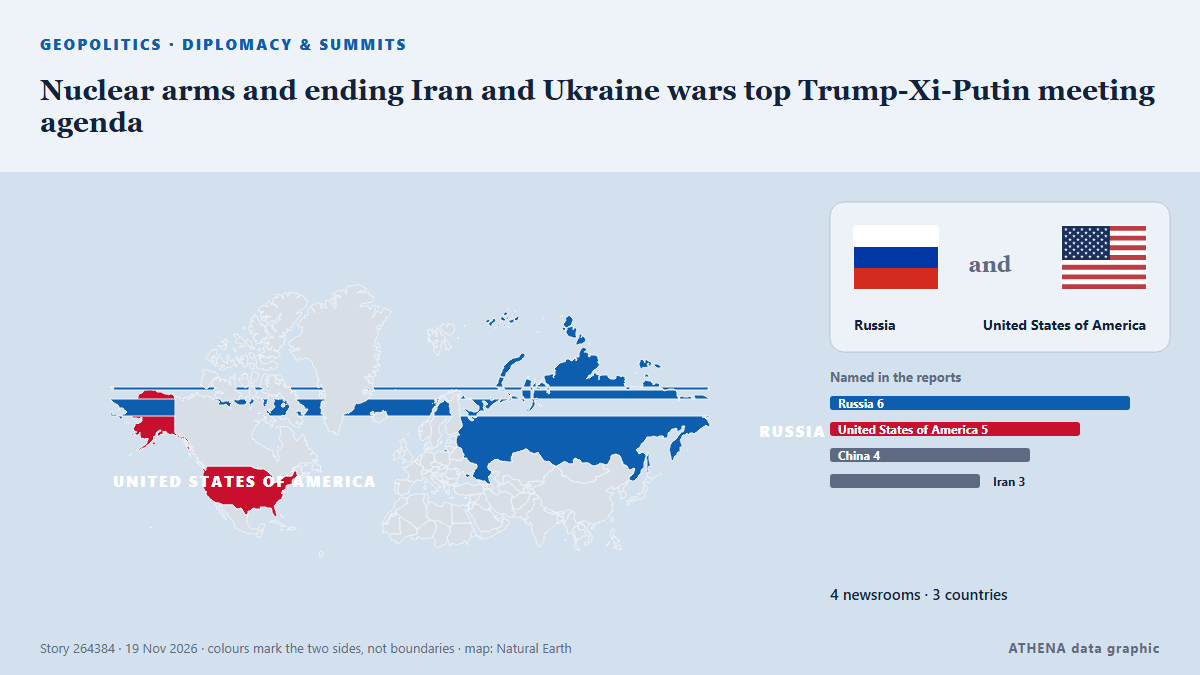 GEOPOLITICS · DIPLOMACY & SUMMITS
Nuclear arms and ending Iran and Ukraine wars top Trump-Xi-Putin meeting
agenda
and
Russia
United States of America
Named in the reports
Russia 6
RUSSIA
United States of America 5
China 4
UNITED STATES OF AMERICA
Iran 3
4 newsrooms · 3 countries
Story 264384 · 19 Nov 2026 · colours mark the two sides, not boundaries · map: Natural Earth
ATHENA data graphic